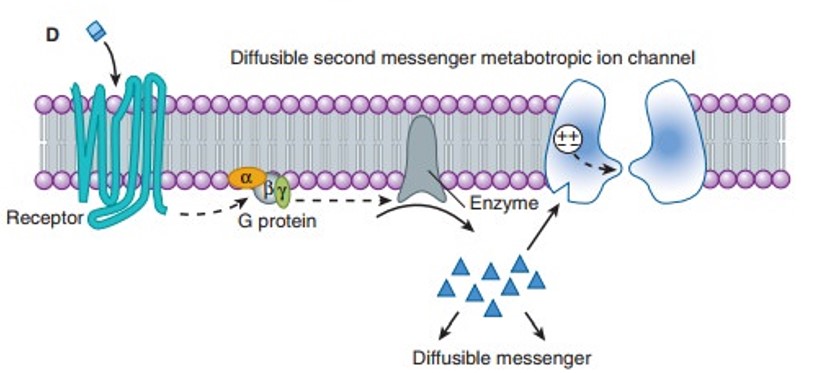 D
Diffusible second messenger metabotropic ion channel
++
−−
α
β
γ
Receptor
G protein
Enzyme
Diffusible messenger